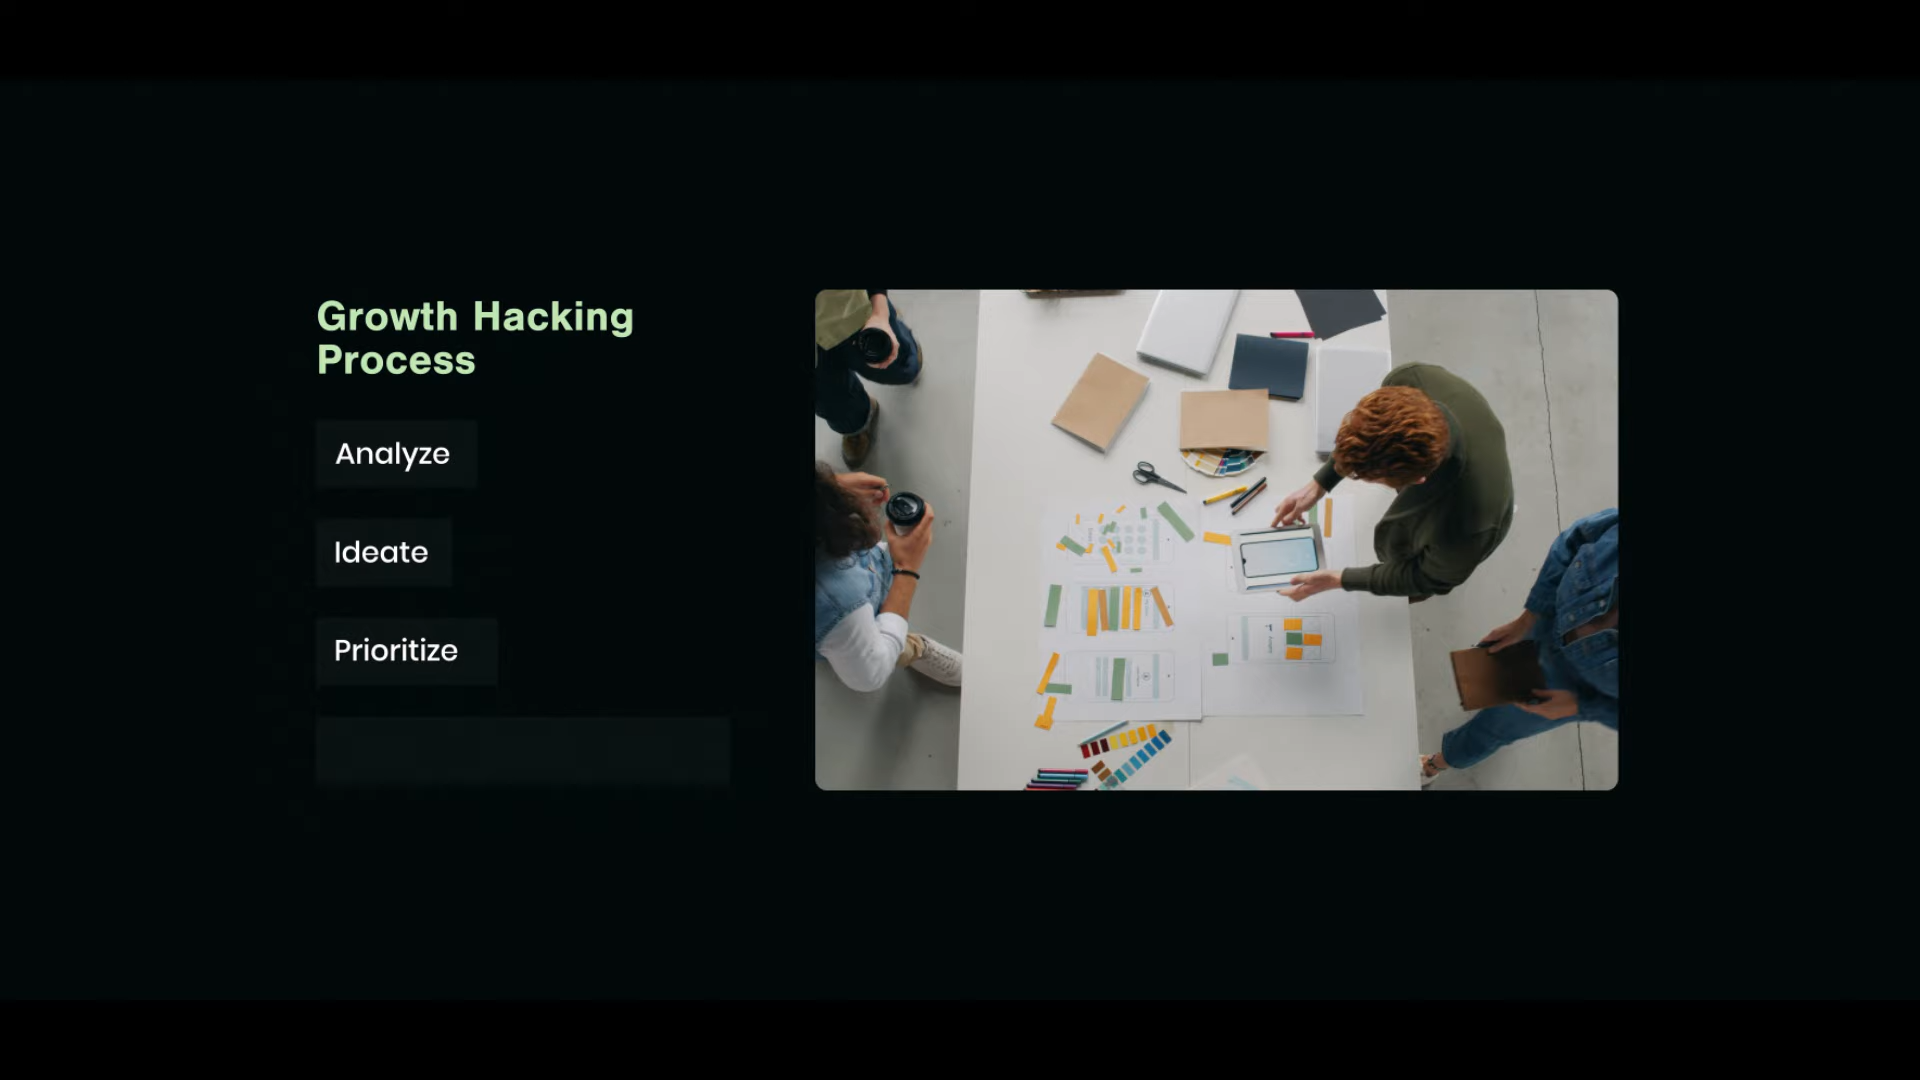 Growth Hacking
Process
Analyze
Ideate
Prioritize